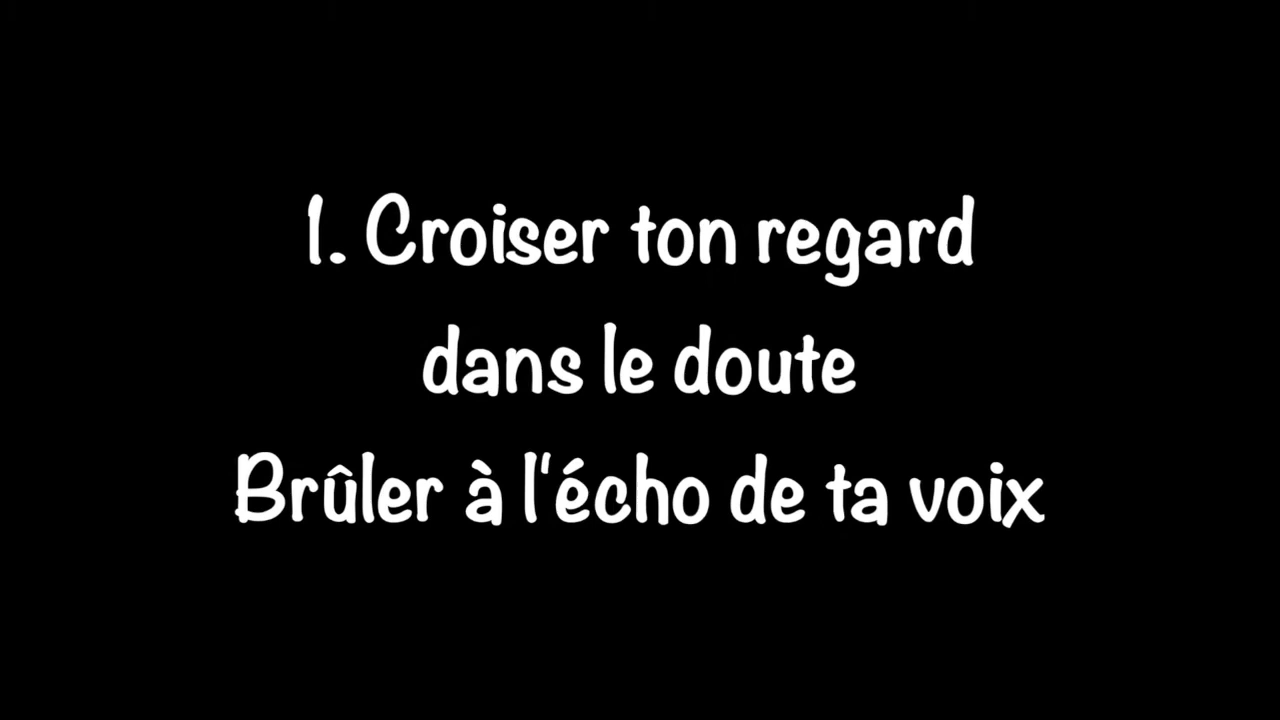 1. Croiser ton regard
dans le doute
Brûler à l'écho de ta voix